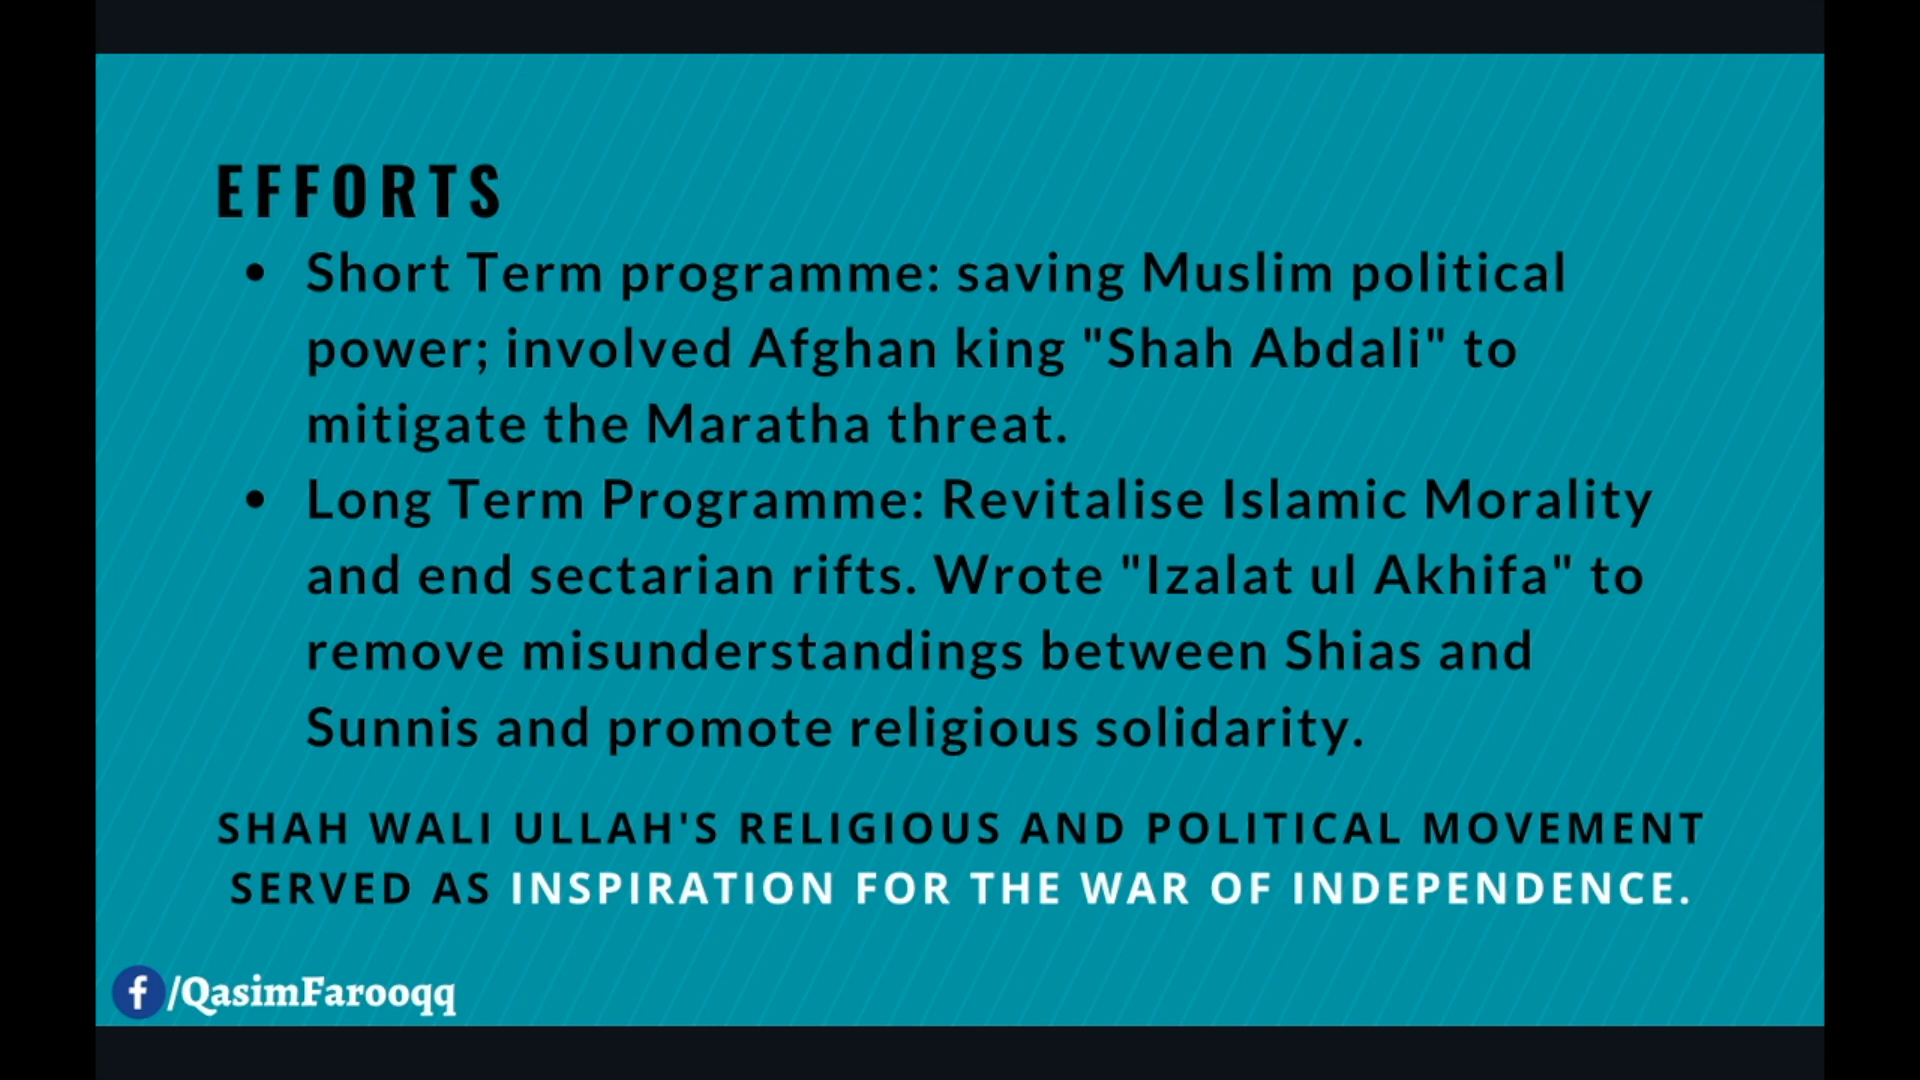 EFFORTS
• Short Term programme: saving Muslim political
power; involved Afghan king "Shah Abdali" to
mitigate the Maratha threat.
• Long Term Programme: Revitalise Islamic Morality
and end sectarian rifts. Wrote "Izalat ul Akhifa" to
remove misunderstandings between Shias and
Sunnis and promote religious solidarity.
SHAH WALI ULLAH'S RELIGIOUS AND POLITICAL MOVEMENT
SERVED AS INSPIRATION FOR THE WAR OF INDEPENDENCE.
f/QasimFarooqq